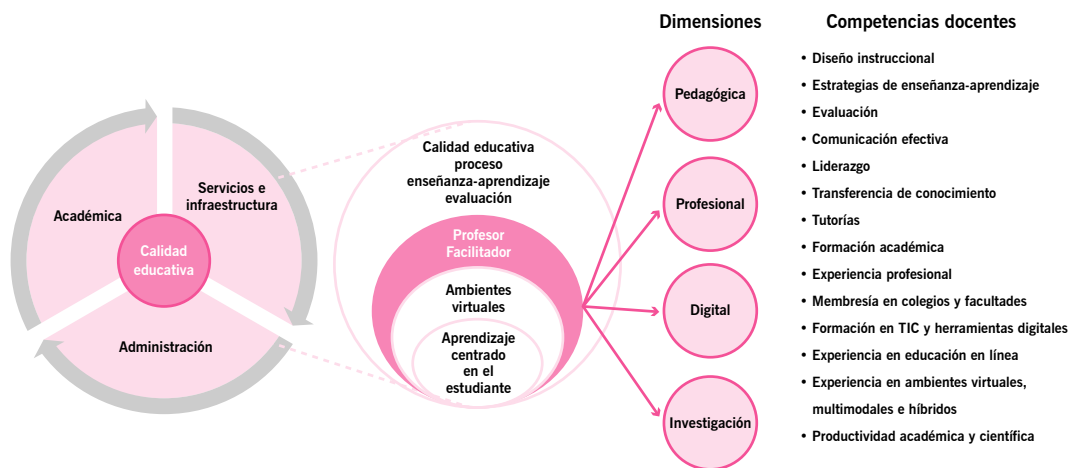 Académica
Servicios e
infraestructura
Calidad
educativa
Administración
Calidad educativa
proceso
enseñanza-aprendizaje
evaluación
Profesor
Facilitador
Ambientes
virtuales
Aprendizaje
centrado
en el
estudiante
Dimensiones
Pedagógica
Profesional
Digital
Investigación
Competencias docentes
• Diseño instruccional
• Estrategias de enseñanza-aprendizaje
• Evaluación
• Comunicación efectiva
• Liderazgo
• Transferencia de conocimiento
• Tutorías
• Formación académica
• Experiencia profesional
• Membresía en colegios y facultades
• Formación en TIC y herramientas digitales
• Experiencia en educación en línea
• Experiencia en ambientes virtuales,
multimodales e híbridos
• Productividad académica y científica